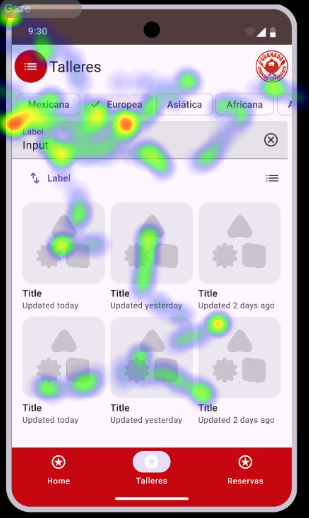 9:30
Talleres
Mexicana
Europea
Asiática
Africana
A
Label
Input
Label
Title
Title
Title
Updated today
Updated yesterday
Updated 2 days ago
Title
Title
Title
Updated today
Updated yesterday
Updated 2 days ago
Home
Talleres
Reservas